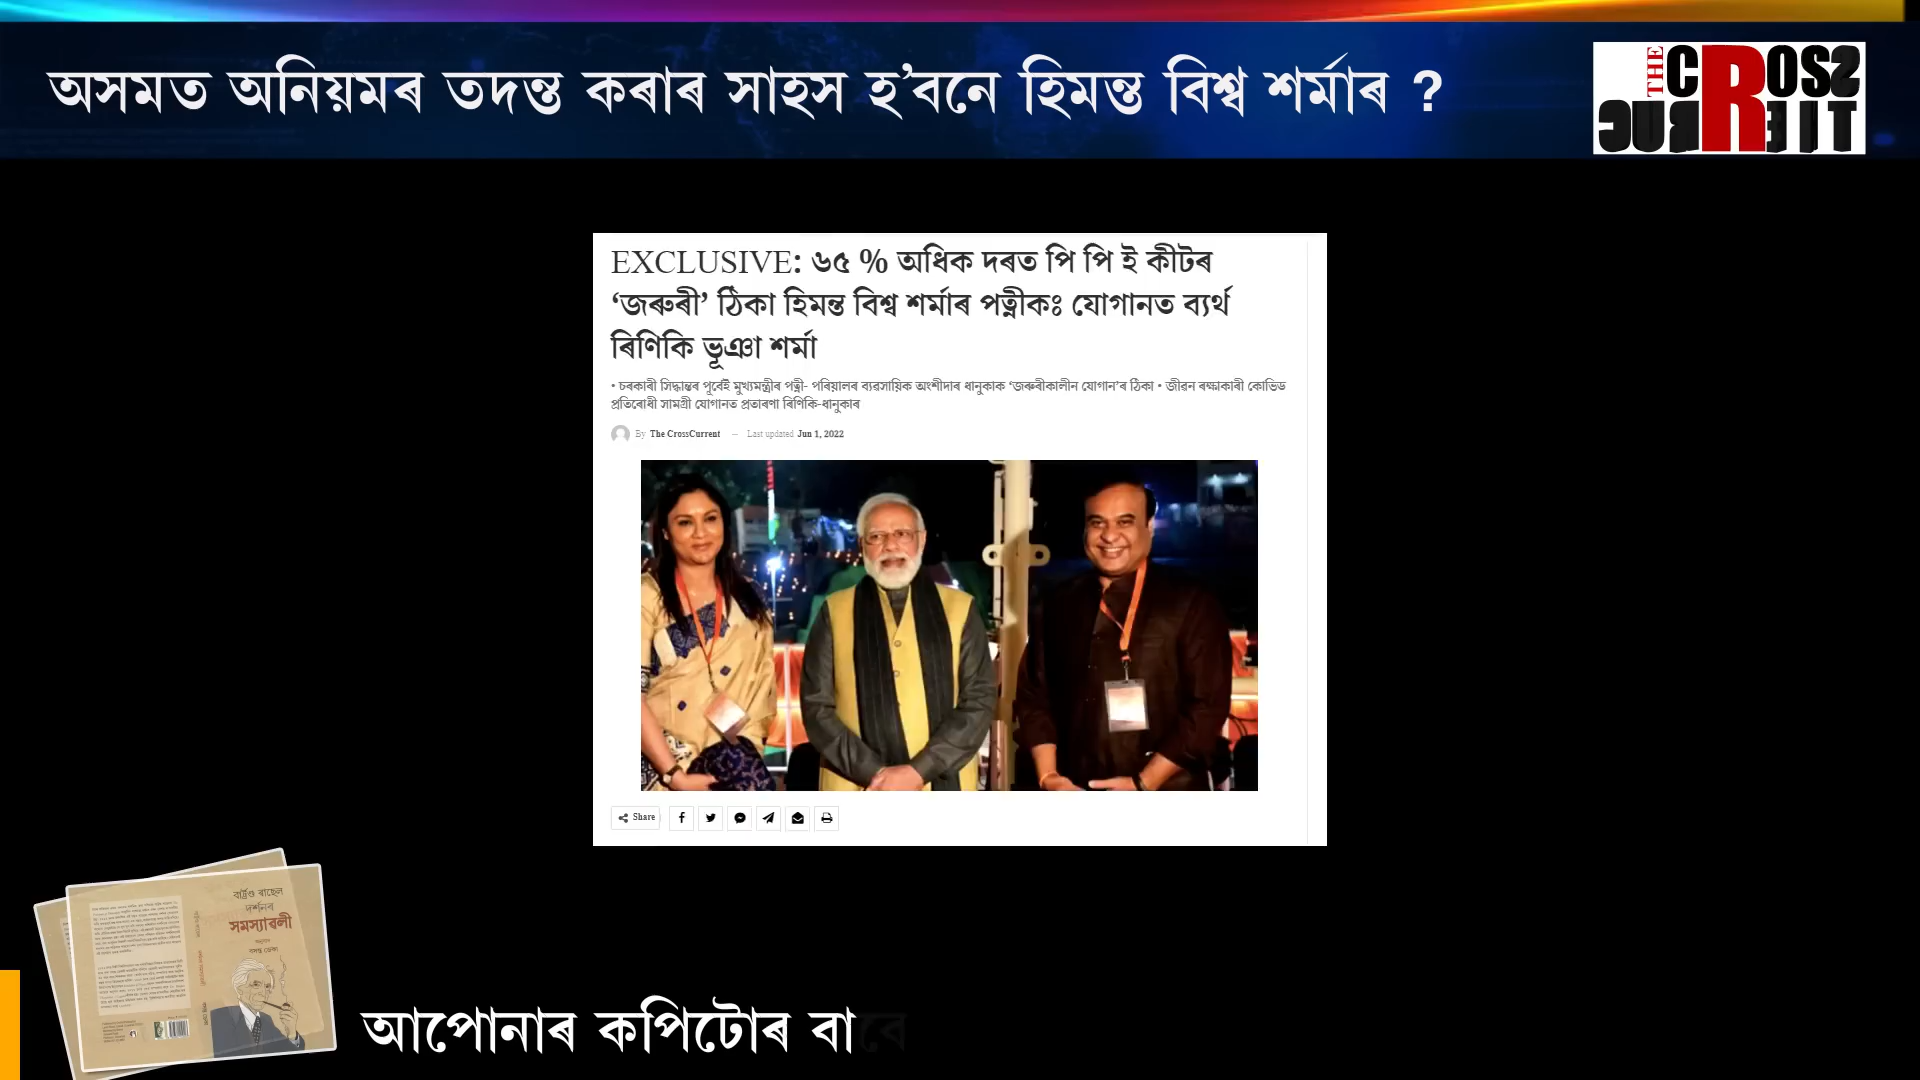 অসমত অনিয়মৰ তদন্ত কৰাৰ সাহস হ’বনে হিমন্ত বিশ্ব শৰ্মাৰ ?
THE CROSS CURRENT
EXCLUSIVE: ৬৫ % অধিক দৰত পি পি ই কীটৰ
‘জৰুৰী’ ঠিকা হিমন্ত বিশ্ব শৰ্মাৰ পত্নীকঃ যোগানত ব্যৰ্থ
ৰিণিকি ভূঞা শৰ্মা
• চৰকাৰী সিদ্ধান্তৰ পূৰ্বেই মুখ্যমন্ত্ৰীৰ পত্নী- পৰিয়ালৰ ব্যৱসায়িক অংশীদাৰ ধানুকাক ‘জৰুৰীকালীন যোগান’ৰ ঠিকা • জীৱন ৰক্ষাকাৰী কোভিড
প্ৰতিৰোধী সামগ্ৰী যোগানত প্ৰতাৰণা ৰিণিকি-ধানুকাৰ
By The CrossCurrent — Last updated Jun 1, 2022
Share
বাৰ্ট্ৰাণ্ড ৰাছেল
দৰ্শনৰ
সমস্যাৱলী
আপোনাৰ কপিটোৰ বাবে